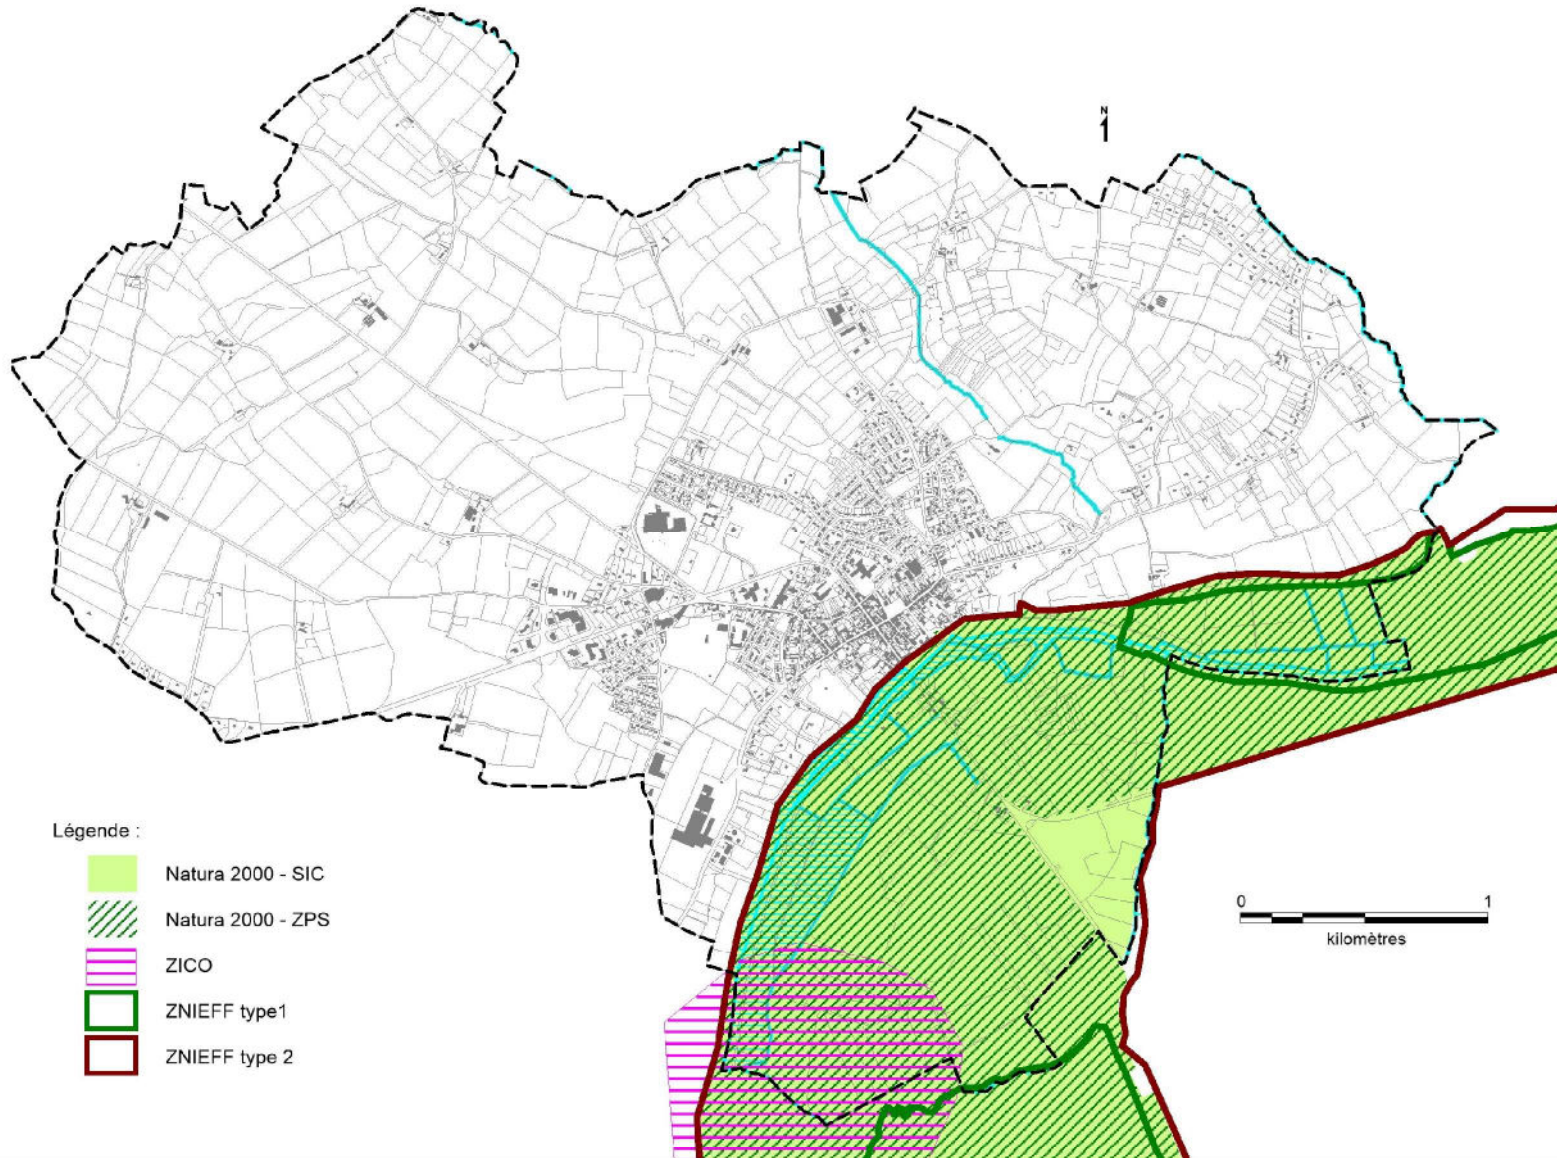 N
Légende :
Natura 2000 - SIC
Natura 2000 - ZPS
ZICO
ZNIEFF type1
ZNIEFF type 2
0 1
kilomètres